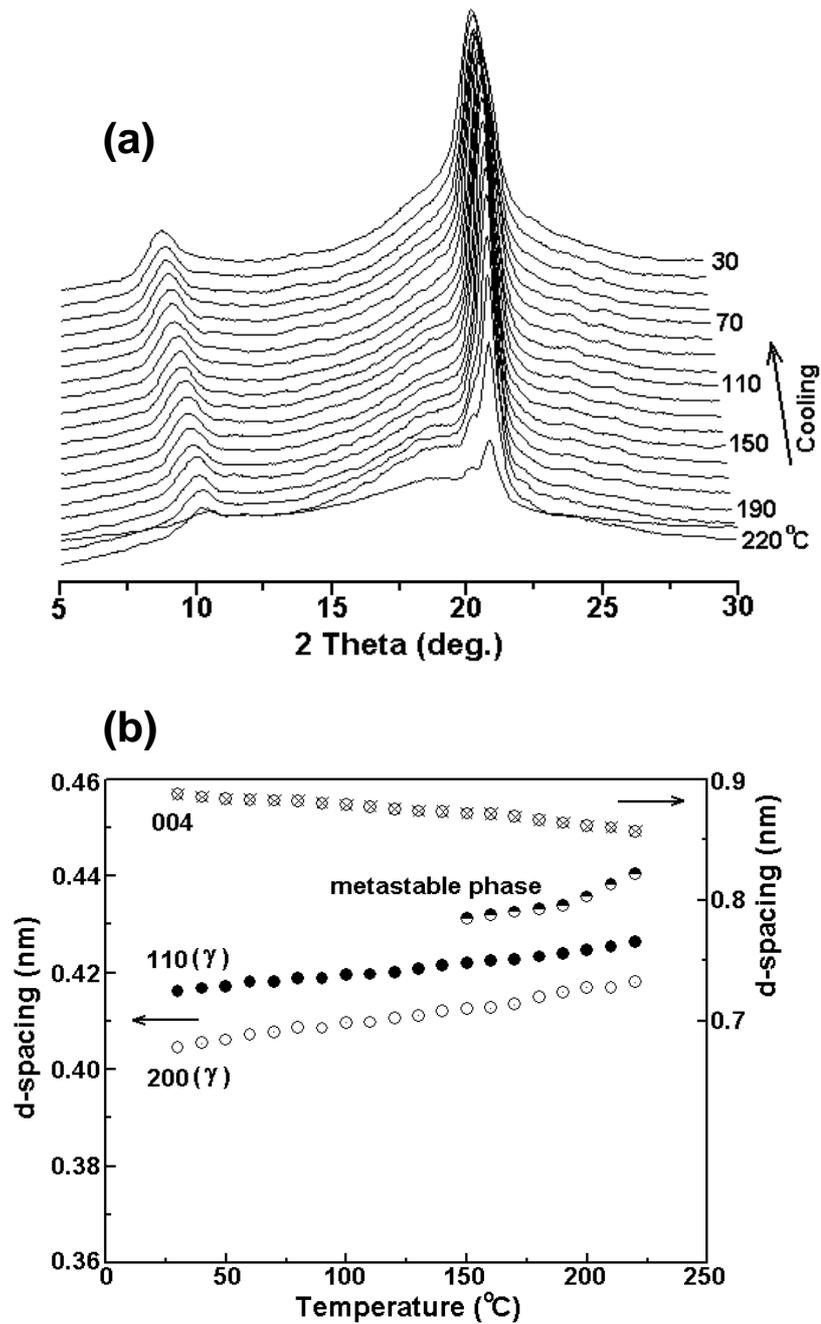 (a)
30
70
110
150
190
220 °C
Cooling
5 10 15 20 25 30
2 Theta (deg.)
(b)
0.46
0.44
0.42
0.40
0.38
0.36
d-spacing (nm)
0.9
0.8
0.7
d-spacing (nm)
004
metastable phase
110 (γ)
200 (γ)
0 50 100 150 200 250
Temperature (°C)